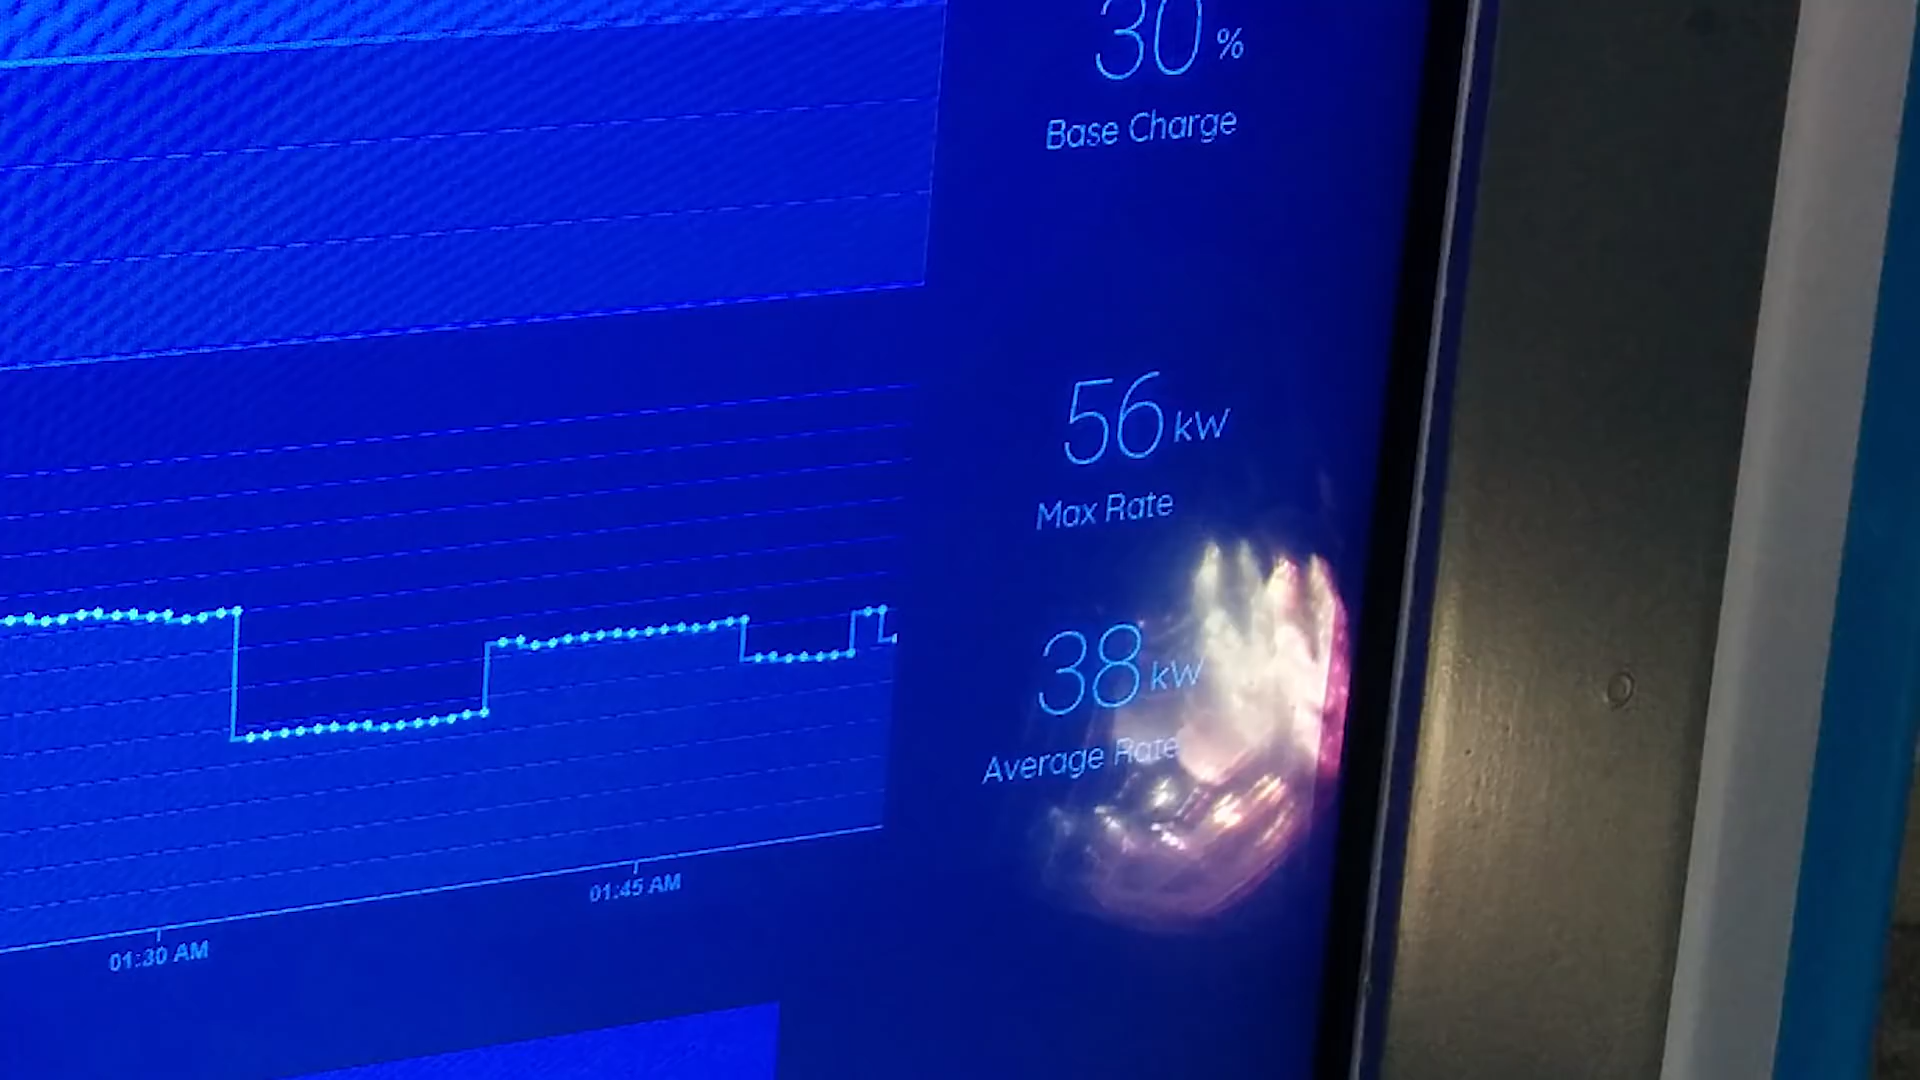 30 %
Base Charge
56 kW
Max Rate
38 kW
Average Rate
01:30 AM
01:45 AM